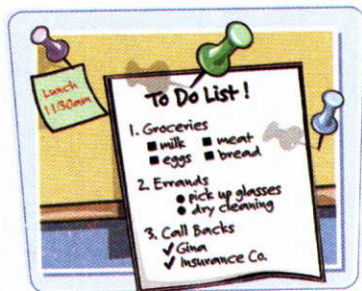 Lunch
11:30am
To Do List!
1. Groceries
■ milk ■ meat
■ eggs ■ bread
2. Errands
● pick up glasses
● dry cleaning
3. Call Backs
✓ Gina
✓ Insurance Co.